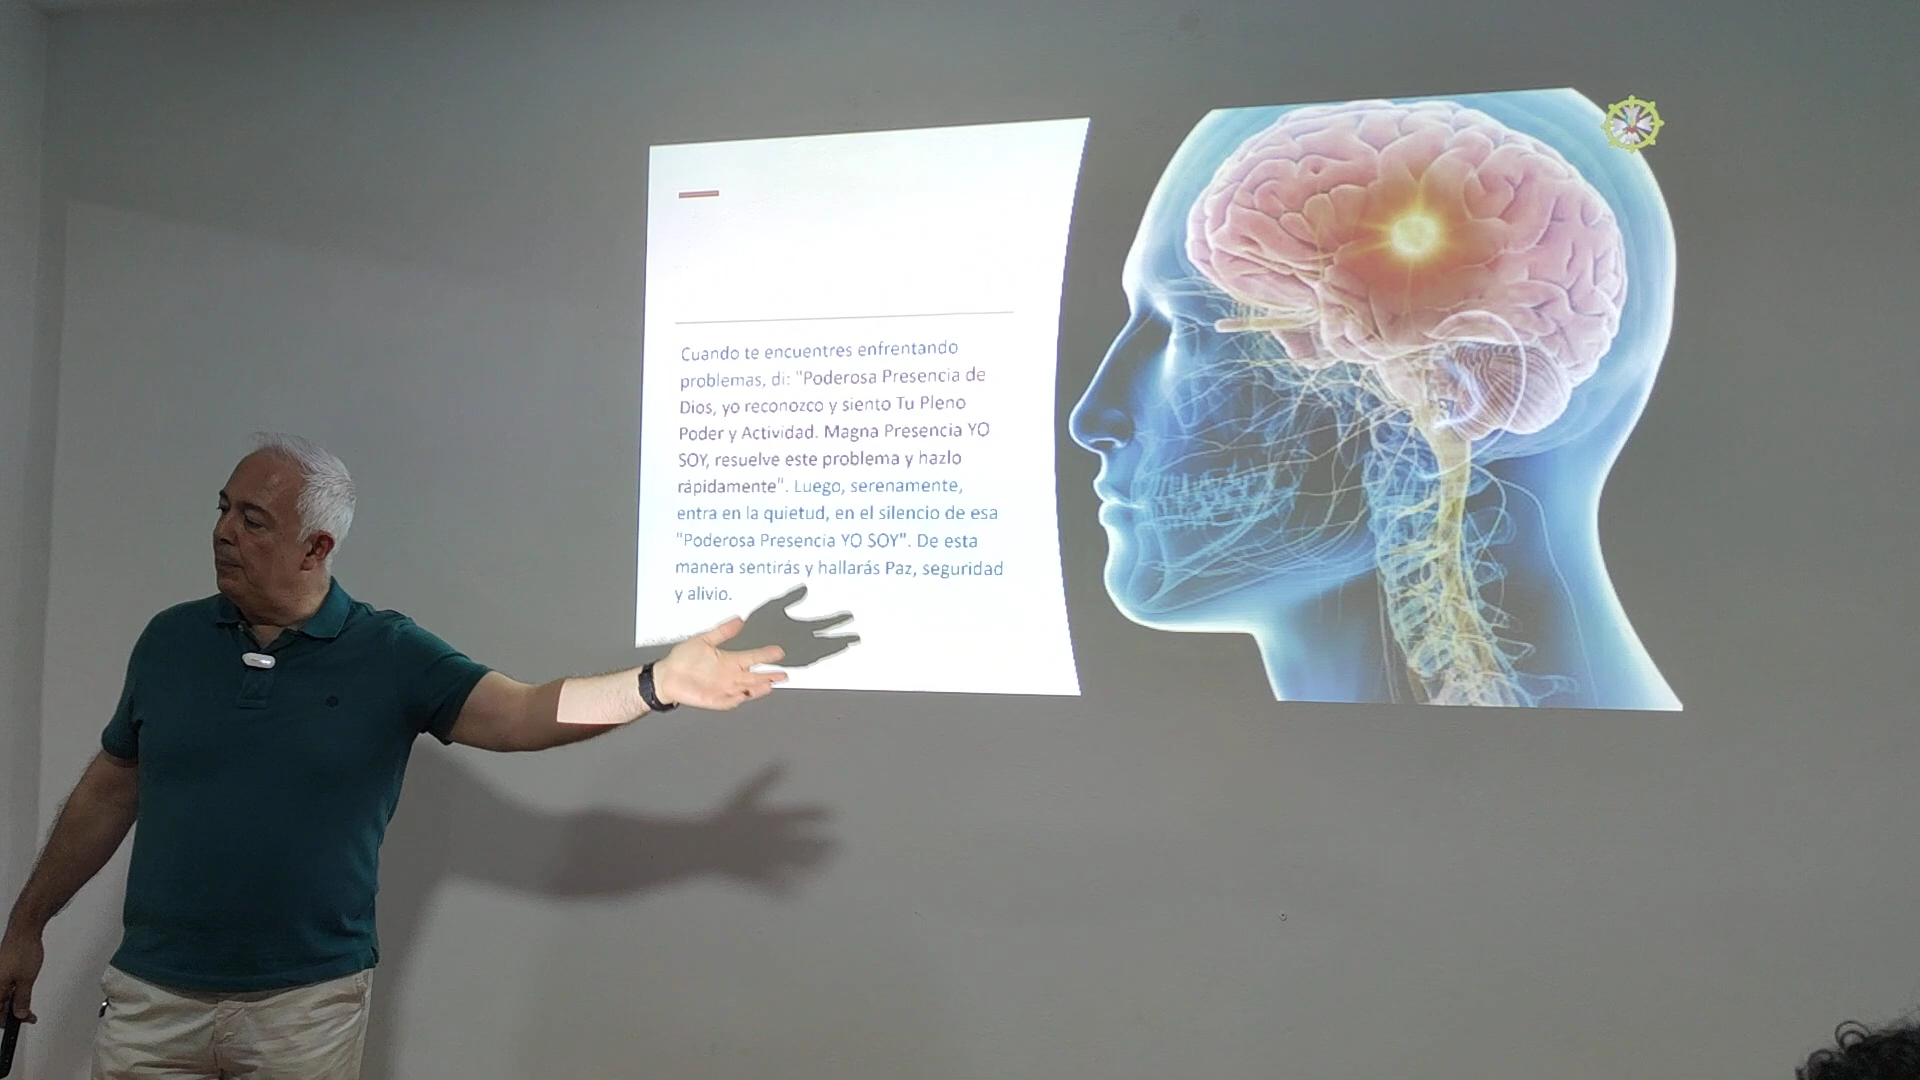 Cuando te encuentres enfrentando
problemas, di: "Poderosa Presencia de
Dios, yo reconozco y siento Tu Pleno
Poder y Actividad. Magna Presencia YO
SOY, resuelve este problema y hazlo
rápidamente". Luego, serenamente,
entra en la quietud, en el silencio de esa
"Poderosa Presencia YO SOY". De esta
manera sentirás y hallarás Paz, seguridad
y alivio.